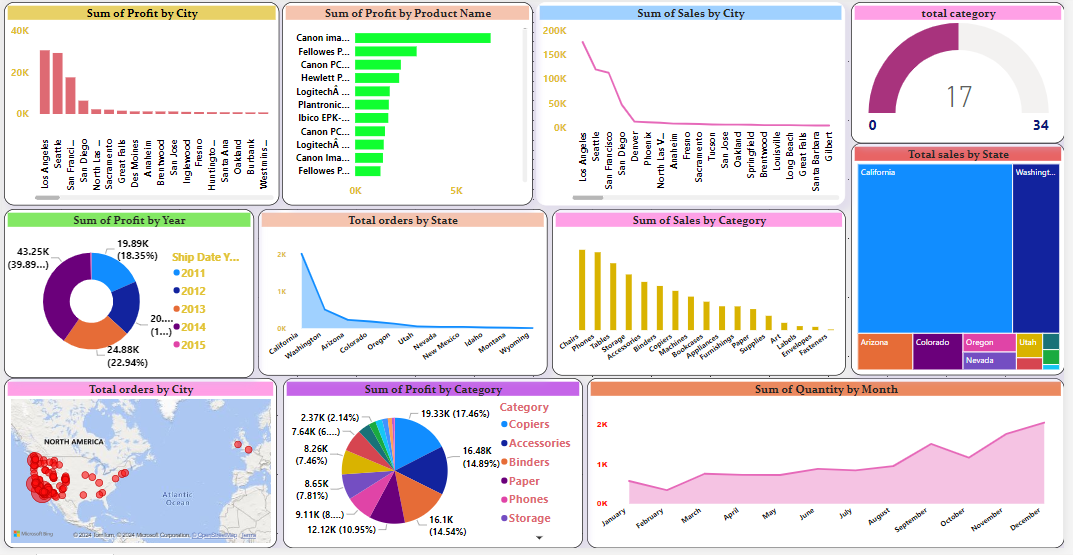 Sum of Profit by City
40K
20K
0K
Los Angeles
Seattle
San Franci...
San Diego
North Las ...
Sacramento
Great Falls
Des Moines
Anaheim
Brentwood
San Jose
Inglewood
Fresno
Huntingto...
Santa Ana
Oakland
Burbank
Westmins...
Sum of Profit by Product Name
Canon ima...
Fellowes P...
Canon PC...
Hewlett P...
LogitechÂ ...
Plantronic...
Ibico EPK-...
Canon PC...
LogitechÂ ...
Canon Ima...
Fellowes P...
0K
5K
Sum of Sales by City
200K
150K
100K
50K
0K
Los Angeles
Seattle
San Francisco
San Diego
Denver
Phoenix
North Las V...
Anaheim
Fresno
Sacramento
Tucson
San Jose
Oakland
Springfield
Brentwood
Louisville
Long Beach
Great Falls
Santa Barbara
Gilbert
total category
17
0
34
Total sales by State
California
Washingt...
Arizona
Colorado
Oregon
Nevada
Utah
Sum of Profit by Year
19.89K
(18.35%)
43.25K
(39.89...)
20....
(1...)
24.88K
(22.94%)
Ship Date Y...
2011
2012
2013
2014
2015
Total orders by State
2K
1K
0K
California
Washington
Arizona
Colorado
Oregon
Utah
Nevada
New Mexico
Idaho
Montana
Wyoming
Sum of Sales by Category
Chairs
Phones
Tables
Storage
Accessories
Binders
Copiers
Machines
Bookcases
Appliances
Furnishings
Paper
Supplies
Art
Labels
Envelopes
Fasteners
Total orders by City
NORTH AMERICA
Atlantic
Ocean
Microsoft Bing
© 2024 TomTom, © 2024 Microsoft Corporation, © OpenStreetMap Terms
Sum of Profit by Category
2.37K (2.14%)
7.64K (6....)
8.26K
(7.46%)
8.65K
(7.81%)
9.11K (8....)
12.12K (10.95%)
19.33K (17.46%)
16.48K
(14.89%)
16.1K
(14.54%)
Category
Copiers
Accessories
Binders
Paper
Phones
Storage
Sum of Quantity by Month
2K
1K
0K
January
February
March
April
May
June
July
August
September
October
November
December